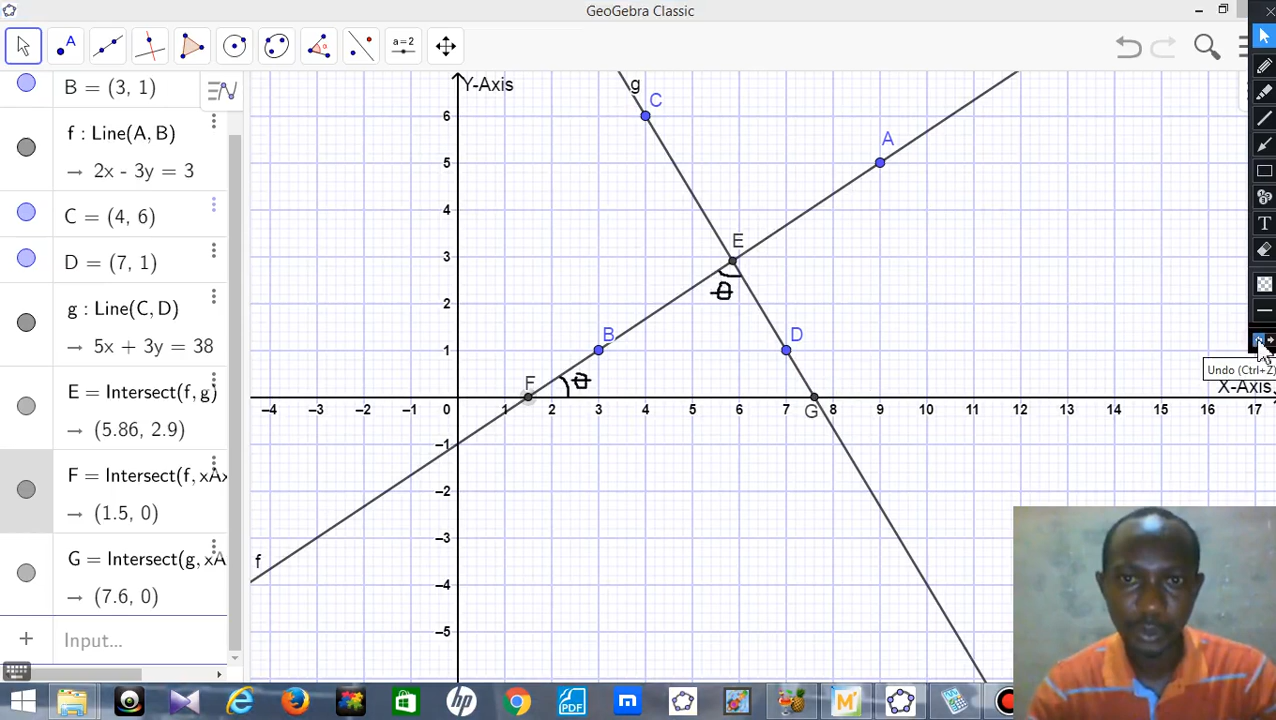 GeoGebra Classic
A
a = 2
B = (3, 1)
f : Line(A, B)
→ 2x - 3y = 3
C = (4, 6)
D = (7, 1)
g : Line(C, D)
→ 5x + 3y = 38
E = Intersect(f, g)
→ (5.86, 2.9)
F = Intersect(f, xAx
→ (1.5, 0)
G = Intersect(g, xA
→ (7.6, 0)
+ Input...
Y-Axis
g
C
A
E
θ
B
D
F
θ
G
f
X-Axis
6
5
4
3
2
1
–4 –3 –2 –1 0 1 2 3 4 5 6 7 8 9 10 11 12 13 14 15 16 17
–1
–2
–3
–4
–5
T
Undo (Ctrl+Z)
hp
PDF
m
M